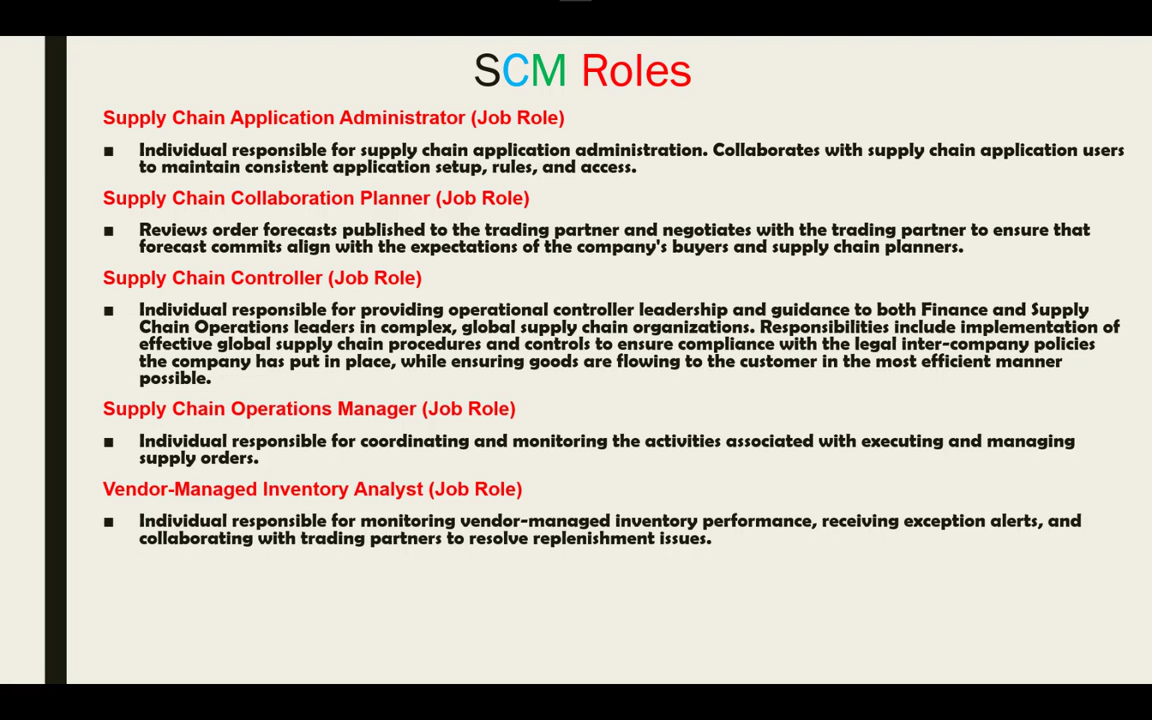 SCM Roles
Supply Chain Application Administrator (Job Role)
■ Individual responsible for supply chain application administration. Collaborates with supply chain application users
to maintain consistent application setup, rules, and access.
Supply Chain Collaboration Planner (Job Role)
■ Reviews order forecasts published to the trading partner and negotiates with the trading partner to ensure that
forecast commits align with the expectations of the company's buyers and supply chain planners.
Supply Chain Controller (Job Role)
■ Individual responsible for providing operational controller leadership and guidance to both Finance and Supply
Chain Operations leaders in complex, global supply chain organizations. Responsibilities include implementation of
effective global supply chain procedures and controls to ensure compliance with the legal inter-company policies
the company has put in place, while ensuring goods are flowing to the customer in the most efficient manner
possible.
Supply Chain Operations Manager (Job Role)
■ Individual responsible for coordinating and monitoring the activities associated with executing and managing
supply orders.
Vendor-Managed Inventory Analyst (Job Role)
■ Individual responsible for monitoring vendor-managed inventory performance, receiving exception alerts, and
collaborating with trading partners to resolve replenishment issues.